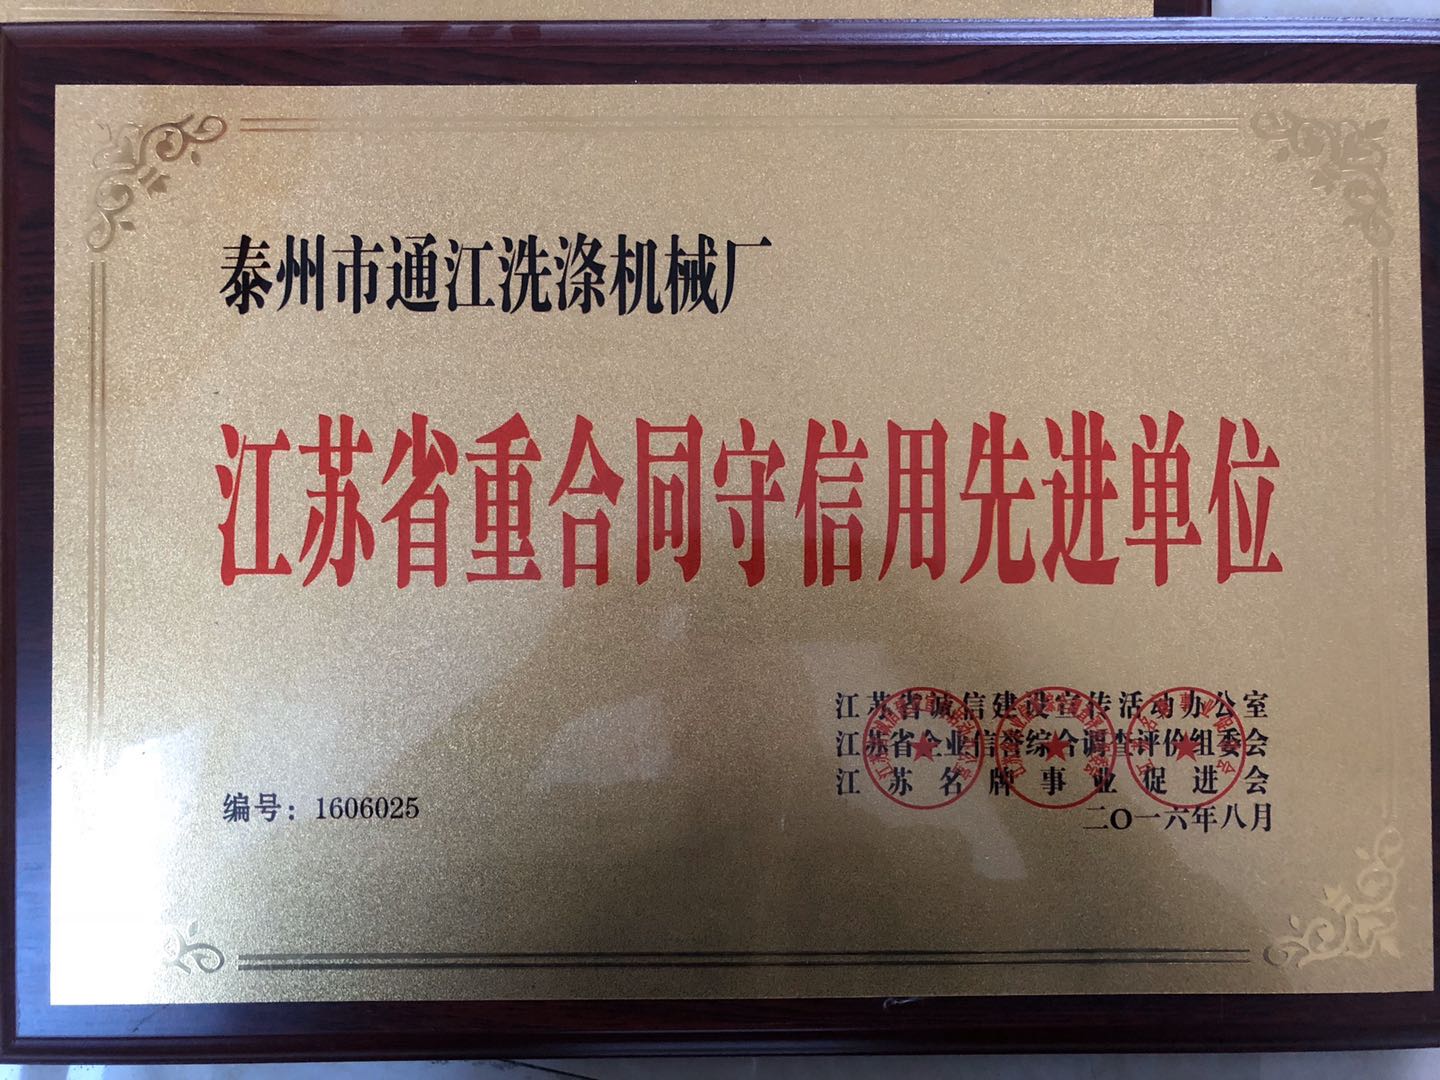 泰州市通江洗涤机械厂
江苏省重合同守信用先进单位
江苏省诚信建设宣传活动办公室
江苏省企业信誉综合调查评价组委会
江苏名牌事业促进会
二〇一六年八月
编号：1606025